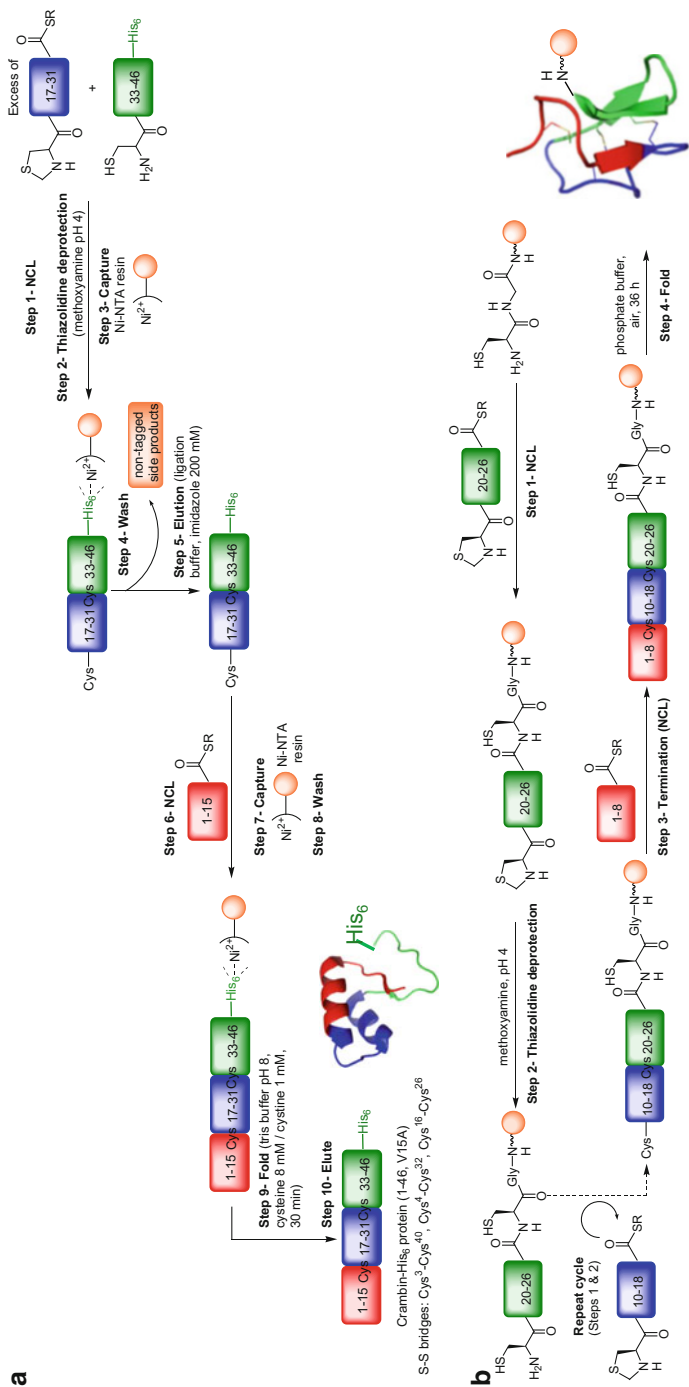 a
Excess of
17-31
O
SR
O
S
N
H
+
HS
H2N
O
33-46
His6
Step 1- NCL
Step 2- Thiazolidine deprotection
(methoxyamine pH 4)
Step 3- Capture
Ni-NTA resin
Ni2+
Cys
17-31
Cys
33-46
His6
Ni2+
Step 4- Wash
non-tagged
side products
Step 5- Elution (ligation
buffer, imidazole 200 mM)
Cys
17-31
Cys
33-46
His6
Step 6- NCL
1-15
O
SR
Step 7- Capture
Ni2+
Ni-NTA
resin
Step 8- Wash
1-15
Cys
17-31
Cys
33-46
His6
Ni2+
Step 9- Fold (tris buffer pH 8,
cysteine 8 mM / cystine 1 mM,
30 min)
Step 10- Elute
1-15
Cys
17-31
Cys
33-46
His6
Crambin-His6 protein (1-46, V15A)
S-S bridges: Cys3-Cys40, Cys4-Cys32, Cys16-Cys26
His6
b
HS
H2N
O
H
N
O
N
H
20-26
O
SR
O
S
N
H
Step 1- NCL
S
N
H
O
20-26
O
N
H
HS
O
Gly
N
H
methoxyamine, pH 4
Step 2- Thiazolidine deprotection
HS
H2N
O
20-26
O
N
H
HS
O
Gly
N
H
Repeat cycle
(Steps 1 & 2)
S
N
H
O
10-18
O
SR
Cys
10-18
Cys
20-26
O
N
H
HS
O
Gly
N
H
1-8
O
SR
Step 3- Termination (NCL)
1-8
Cys
10-18
Cys
20-26
O
N
H
HS
O
Gly
N
H
phosphate buffer,
air, 36 h
Step 4- Fold
H
N